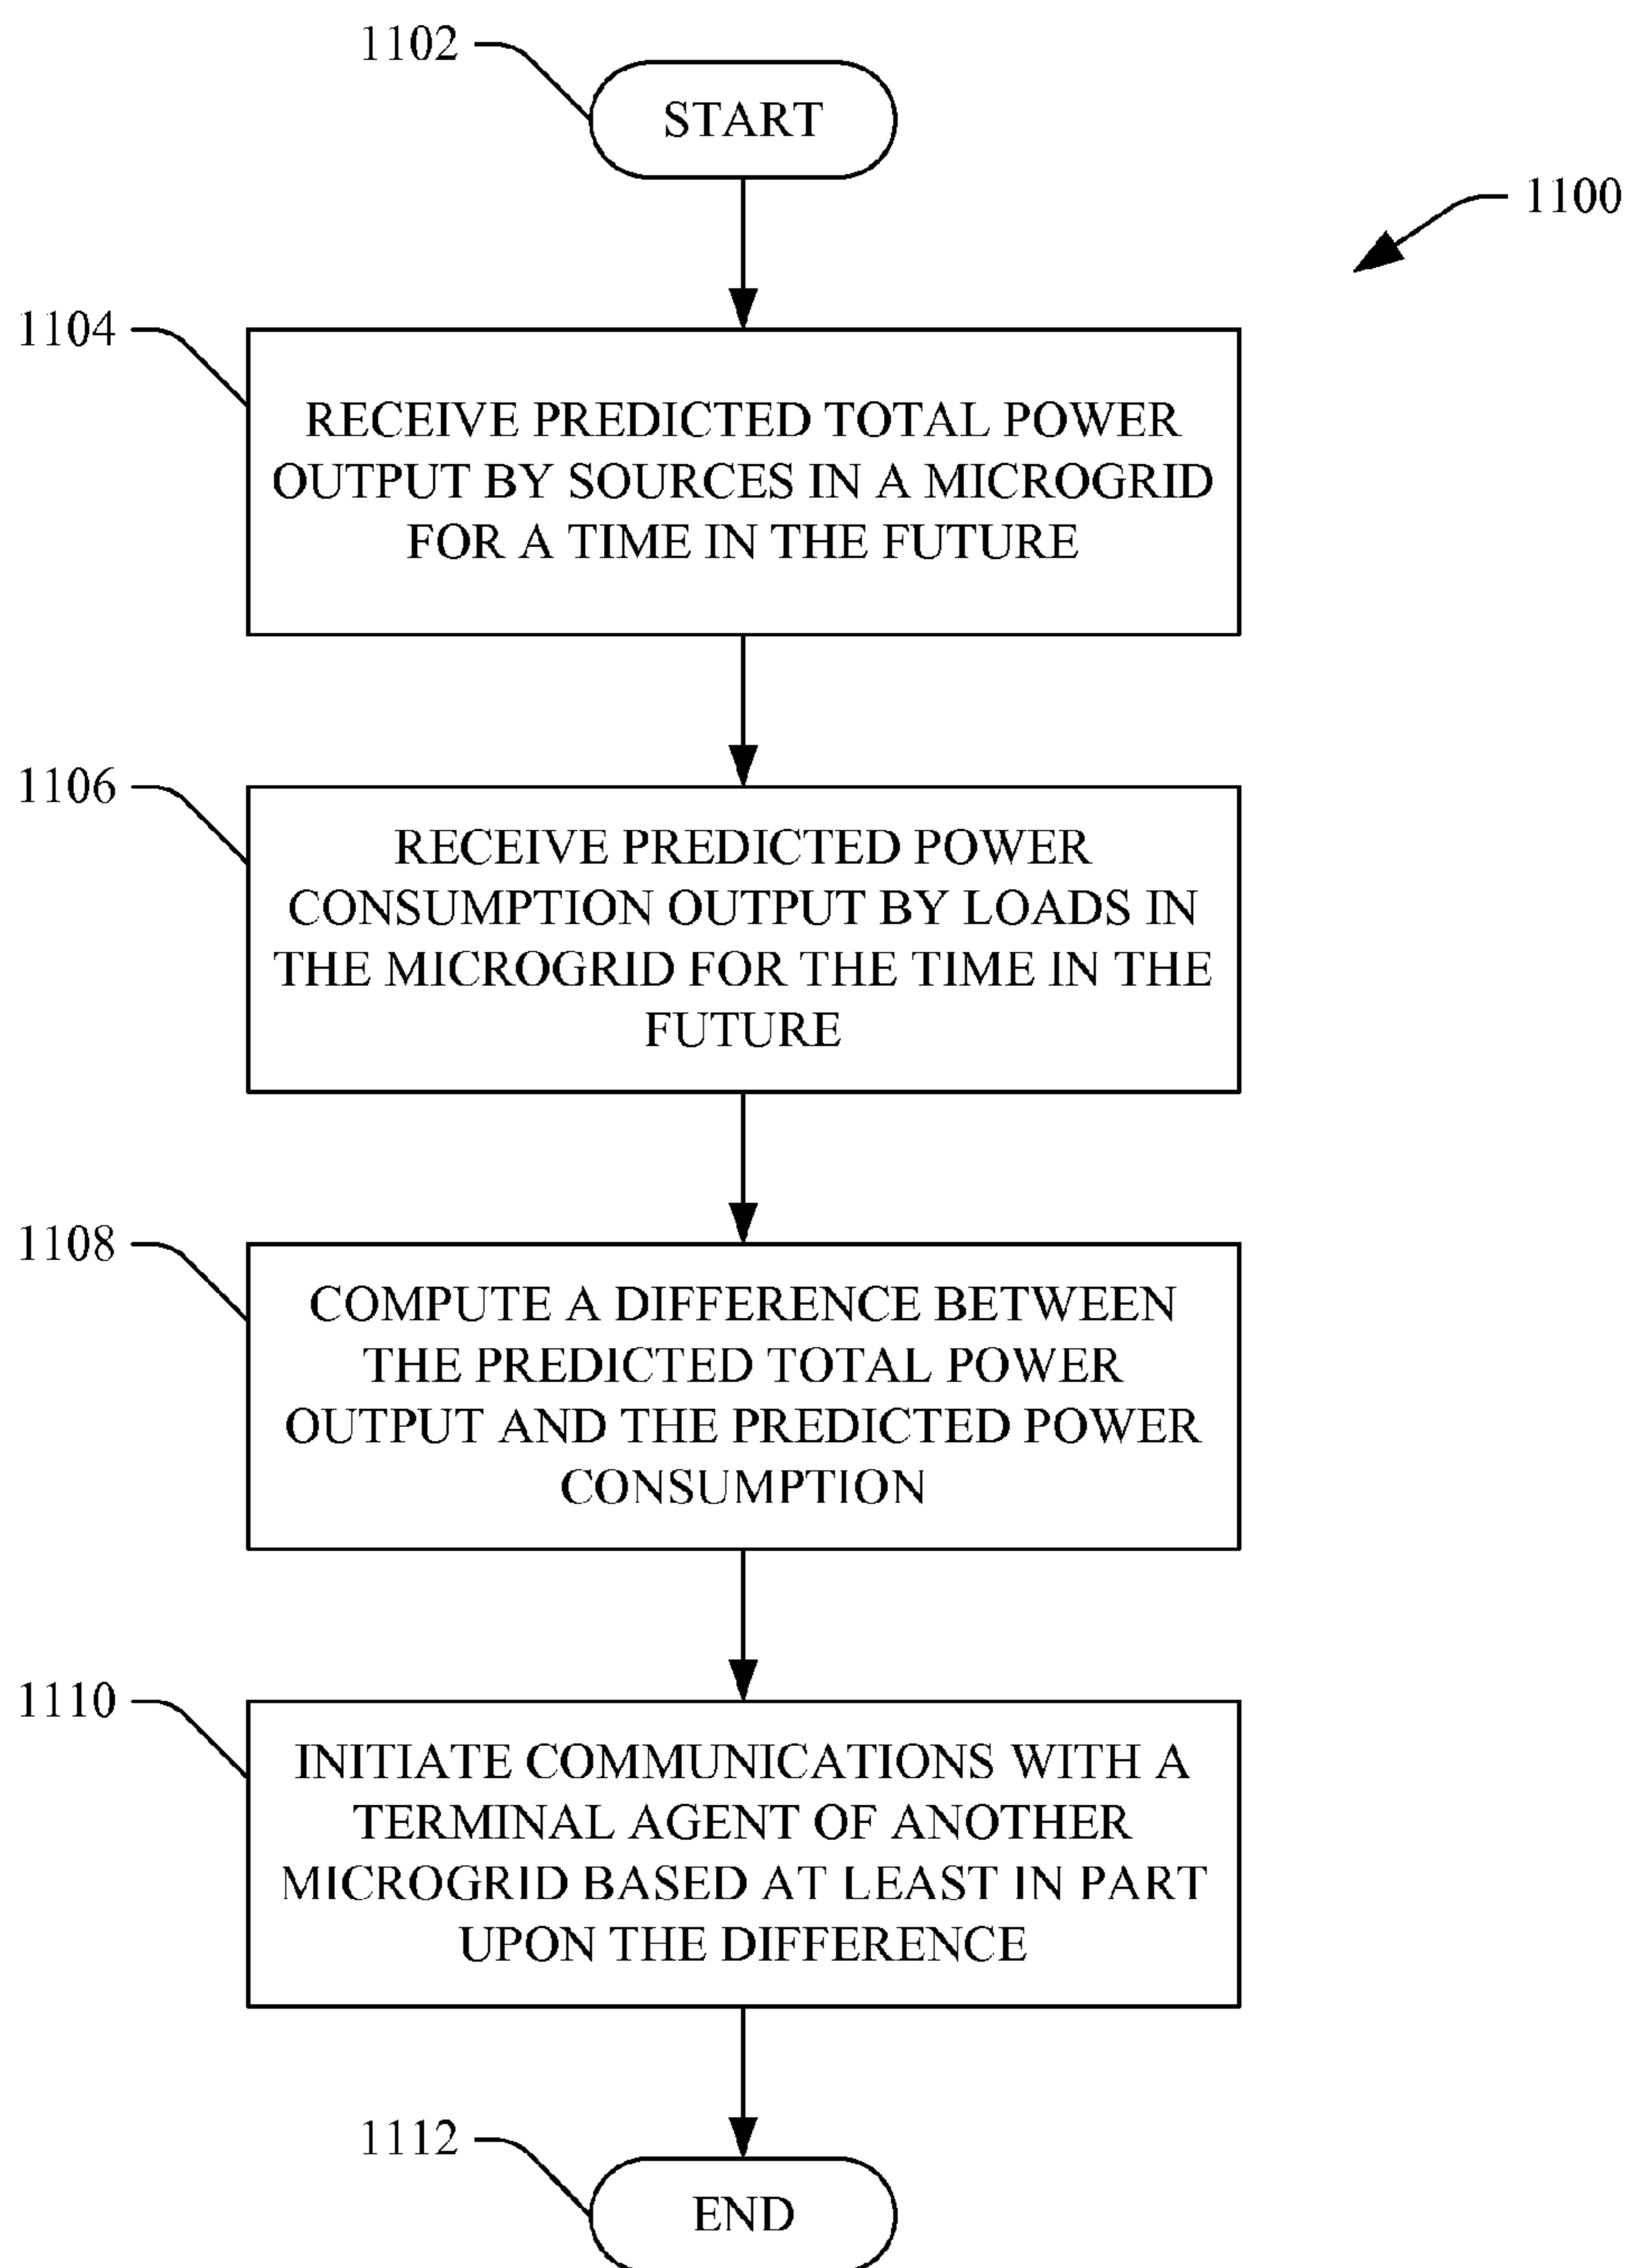 1102
START
1100
1104
RECEIVE PREDICTED TOTAL POWER
OUTPUT BY SOURCES IN A MICROGRID
FOR A TIME IN THE FUTURE
1106
RECEIVE PREDICTED POWER
CONSUMPTION OUTPUT BY LOADS IN
THE MICROGRID FOR THE TIME IN THE
FUTURE
1108
COMPUTE A DIFFERENCE BETWEEN
THE PREDICTED TOTAL POWER
OUTPUT AND THE PREDICTED POWER
CONSUMPTION
1110
INITIATE COMMUNICATIONS WITH A
TERMINAL AGENT OF ANOTHER
MICROGRID BASED AT LEAST IN PART
UPON THE DIFFERENCE
1112
END